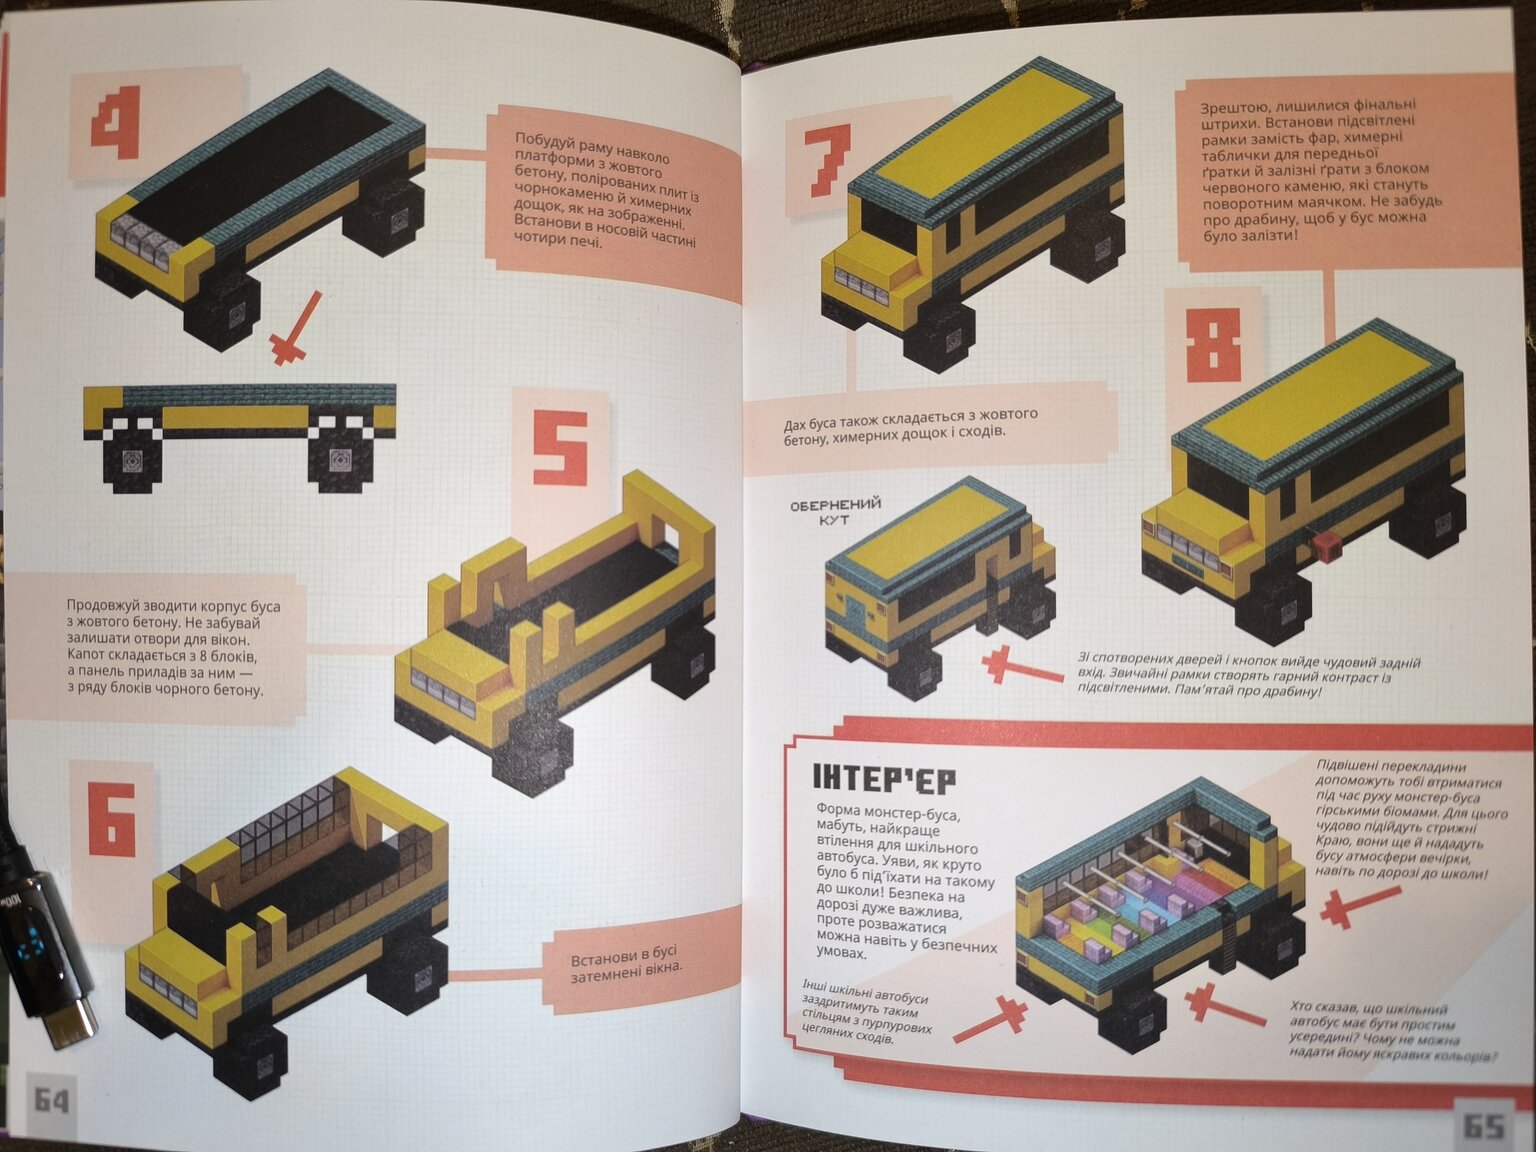 4
Побудуй раму навколо
платформи з жовтого
бетону, полірованих плит із
чорнокаменю й химерних
дощок, як на зображенні.
Встанови в носовій частині
чотири печі.
5
Продовжуй зводити корпус буса
з жовтого бетону. Не забувай
залишати отвори для вікон.
Капот складається з 8 блоків,
а панель приладів за ним —
з ряду блоків чорного бетону.
6
Встанови в бусі
затемнені вікна.
64
7
Дах буса також складається з жовтого
бетону, химерних дощок і сходів.
Зрештою, лишилися фінальні
штрихи. Встанови підсвітлені
рамки замість фар, химерні
таблички для передньої
ґратки й залізні ґрати з блоком
червоного каменю, які стануть
поворотним маячком. Не забудь
про драбину, щоб у бус можна
було залізти!
8
ОБЕРНЕНИЙ
КУТ
Зі спотворених дверей і кнопок вийде чудовий задній
вхід. Звичайні рамки створять гарний контраст із
підсвітленими. Пам’ятай про драбину!
ІНТЕР’ЄР
Форма монстер-буса,
мабуть, найкраще
втілення для шкільного
автобуса. Уяви, як круто
було б під’їхати на такому
до школи! Безпека на
дорозі дуже важлива,
проте розважатися
можна навіть у безпечних
умовах.
Інші шкільні автобуси
заздритимуть таким
стільцям з пурпурових
цегляних сходів.
Підвішені перекладини
допоможуть тобі втриматися
під час руху монстер-буса
гірськими біомами. Для цього
чудово підійдуть стрижні
Краю, вони ще й нададуть
бусу атмосфери вечірки,
навіть по дорозі до школи!
Хто сказав, що шкільний
автобус має бути простим
усередині? Чому не можна
надати йому яскравих кольорів?
65
100w